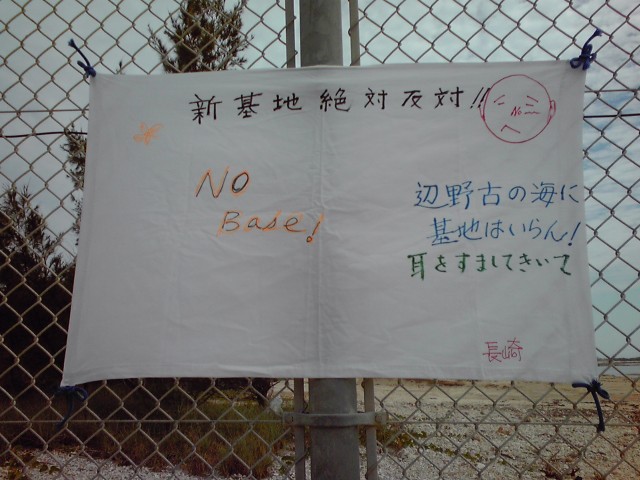 新基地絶対反対!!
No
NO
Base!
辺野古の海に
基地はいらん!
耳をすましてきいて
長崎